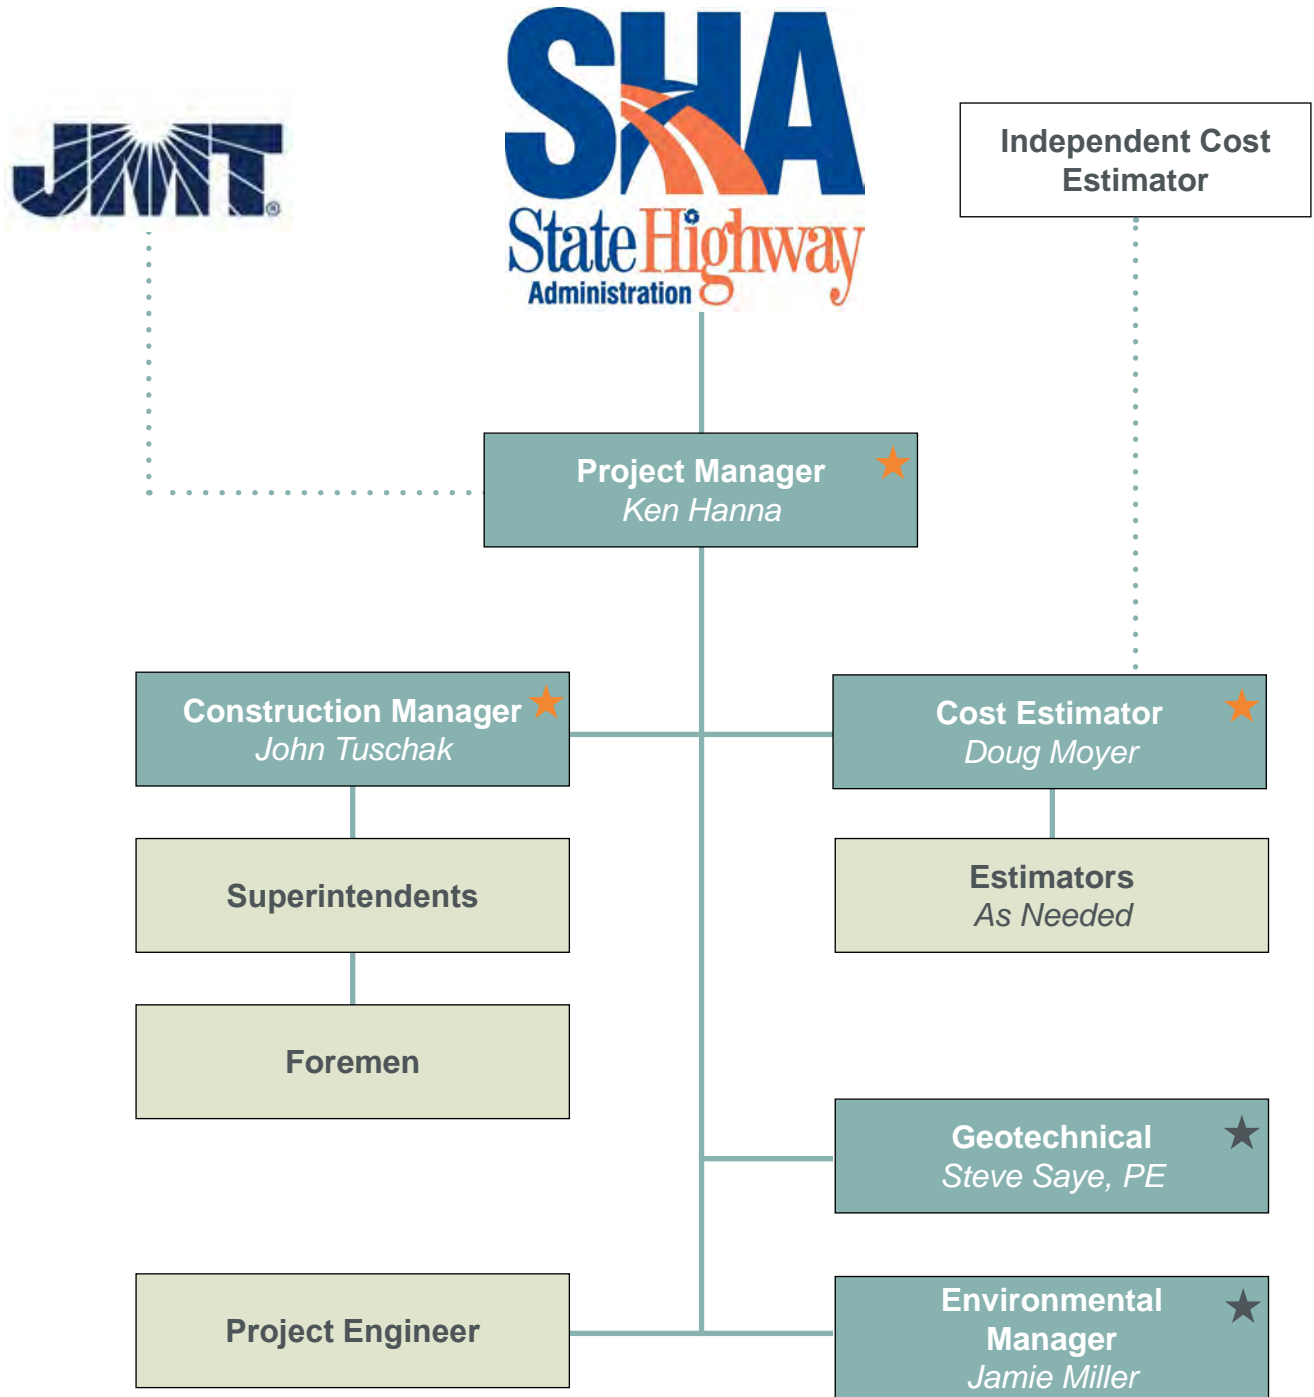 JMT®
SHA
State Highway
Administration
Independent Cost
Estimator
Project Manager
Ken Hanna
Construction Manager
John Tuschak
Cost Estimator
Doug Moyer
Superintendents
Estimators
As Needed
Foremen
Geotechnical
Steve Saye, PE
Project Engineer
Environmental
Manager
Jamie Miller